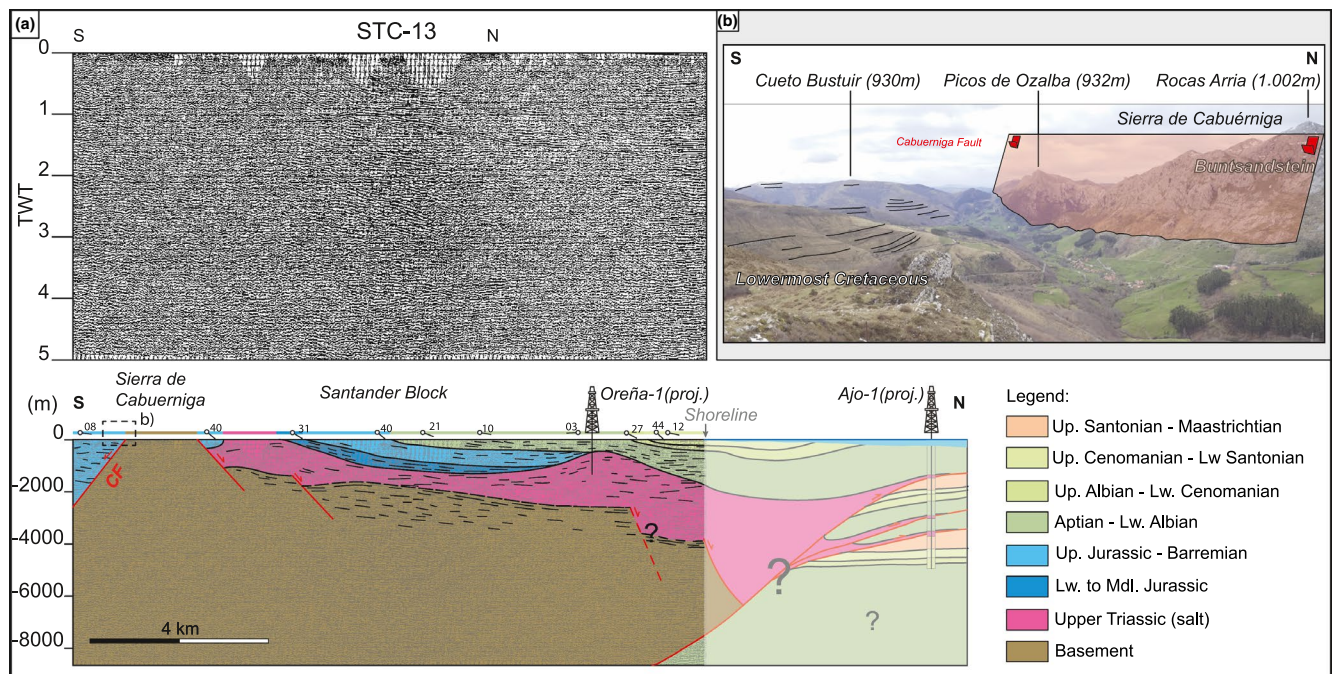 (a)
S
STC-13
N
0
1
2
TWT
3
4
5
(b)
S
N
Cueto Bustuir (930m)
Picos de Ozalba (932m)
Rocas Arria (1.002m)
Sierra de Cabuérniga
Cabuerniga Fault
Buntsandstein
Lowermost Cretaceous
Sierra de
Cabuerniga
Santander Block
Oreña-1(proj.)
Ajo-1(proj.)
(m)
S
Shoreline
N
b)
08
40
31
40
21
10
03
27
44
12
0
CF
-2000
?
-4000
?
-6000
?
4 km
-8000
Legend:
Up. Santonian - Maastrichtian
Up. Cenomanian - Lw Santonian
Up. Albian - Lw. Cenomanian
Aptian - Lw. Albian
Up. Jurassic - Barremian
Lw. to Mdl. Jurassic
Upper Triassic (salt)
Basement